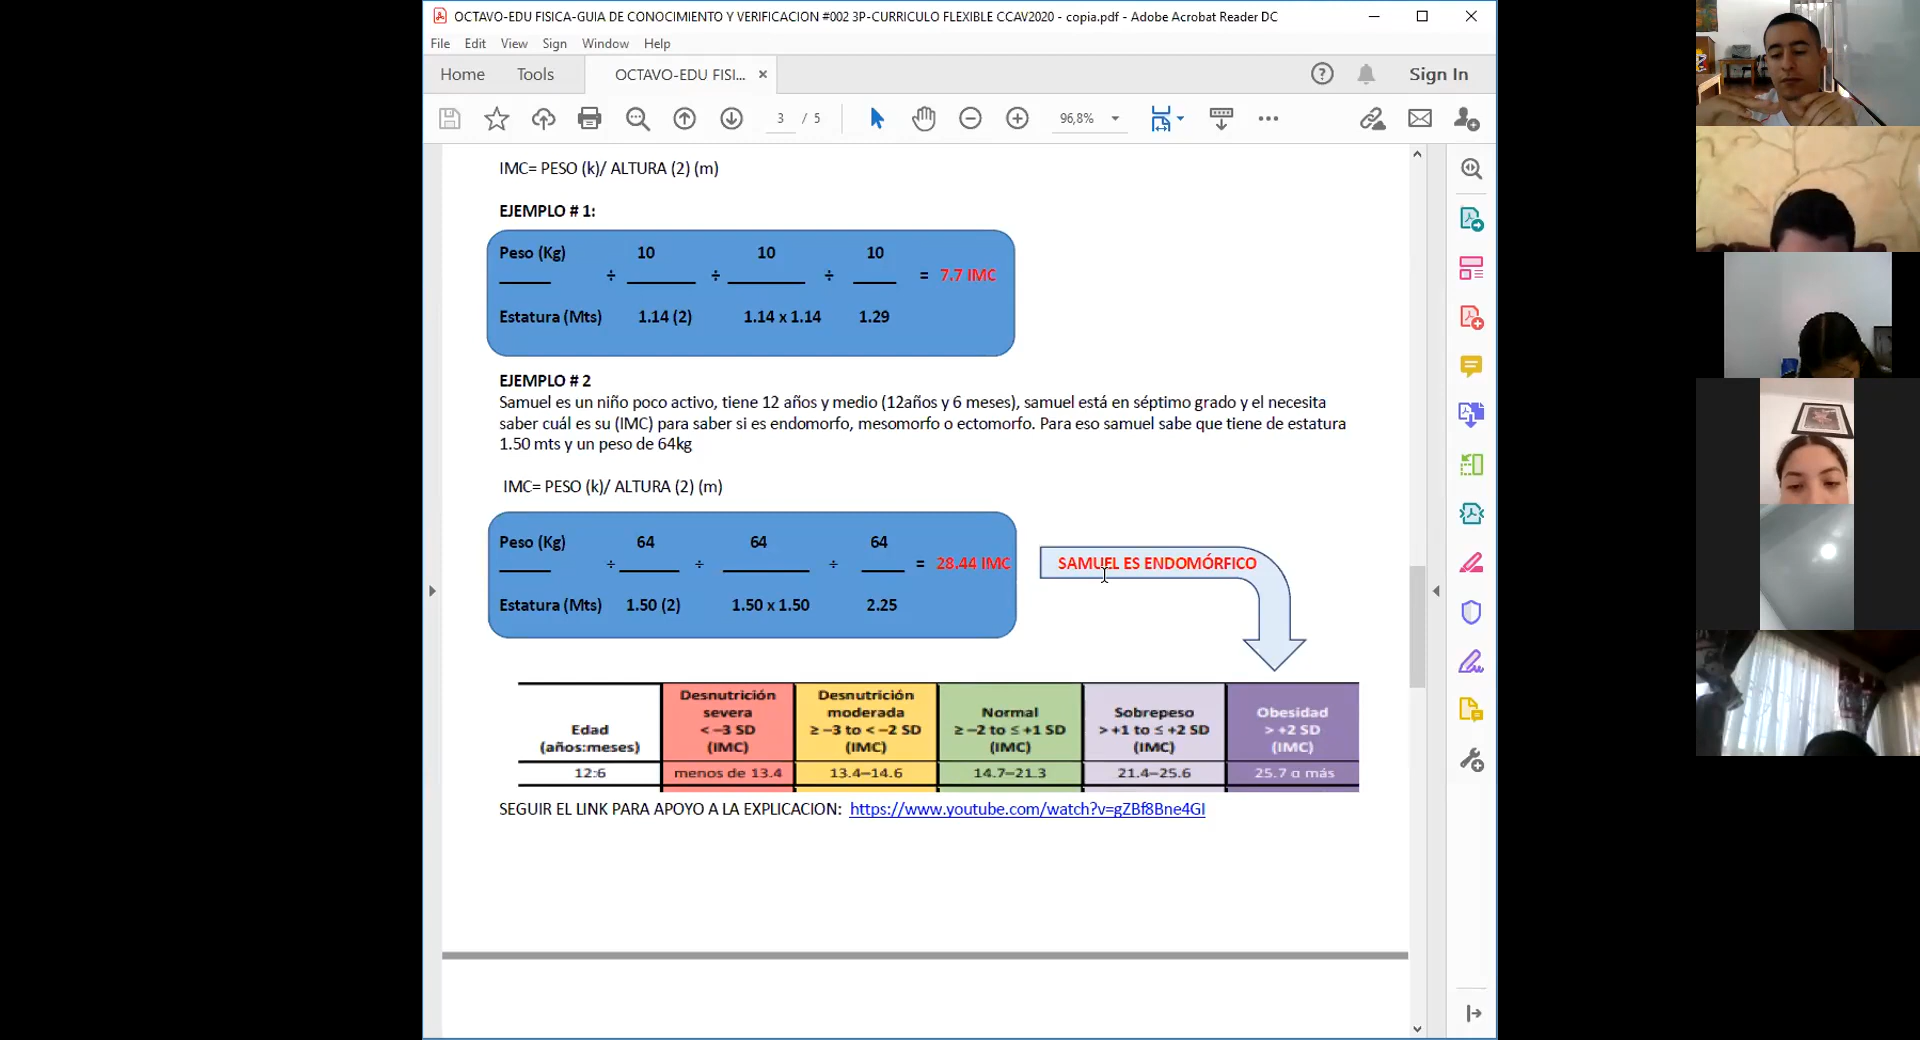 OCTAVO-EDU FISICA-GUIA DE CONOCIMIENTO Y VERIFICACION #002 3P-CURRICULO FLEXIBLE CCAV2020 - copia.pdf - Adobe Acrobat Reader DC
File Edit View Sign Window Help
Home Tools OCTAVO-EDU FISI... Sign In
3 / 5 96,8%
IMC= PESO (k)/ ALTURA (2) (m)
EJEMPLO # 1:
Peso (Kg) 10 10 10
÷ ÷ ÷ = 7.7 IMC
Estatura (Mts) 1.14 (2) 1.14 x 1.14 1.29
EJEMPLO # 2
Samuel es un niño poco activo, tiene 12 años y medio (12años y 6 meses), samuel está en séptimo grado y el necesita
saber cuál es su (IMC) para saber si es endomorfo, mesomorfo o ectomorfo. Para eso samuel sabe que tiene de estatura
1.50 mts y un peso de 64kg
IMC= PESO (k)/ ALTURA (2) (m)
Peso (Kg) 64 64 64
÷ ÷ ÷ = 28.44 IMC
Estatura (Mts) 1.50 (2) 1.50 x 1.50 2.25
SAMUEL ES ENDOMÓRFICO
Edad
(años:meses)
Desnutrición
severa
< −3 SD
(IMC)
Desnutrición
moderada
≥ −3 to < −2 SD
(IMC)
Normal
≥ −2 to ≤ +1 SD
(IMC)
Sobrepeso
> +1 to ≤ +2 SD
(IMC)
Obesidad
> +2 SD
(IMC)
12:6 menos de 13.4 13.4–14.6 14.7–21.3 21.4–25.6 25.7 o más
SEGUIR EL LINK PARA APOYO A LA EXPLICACION: https://www.youtube.com/watch?v=gZBf8Bne4GI